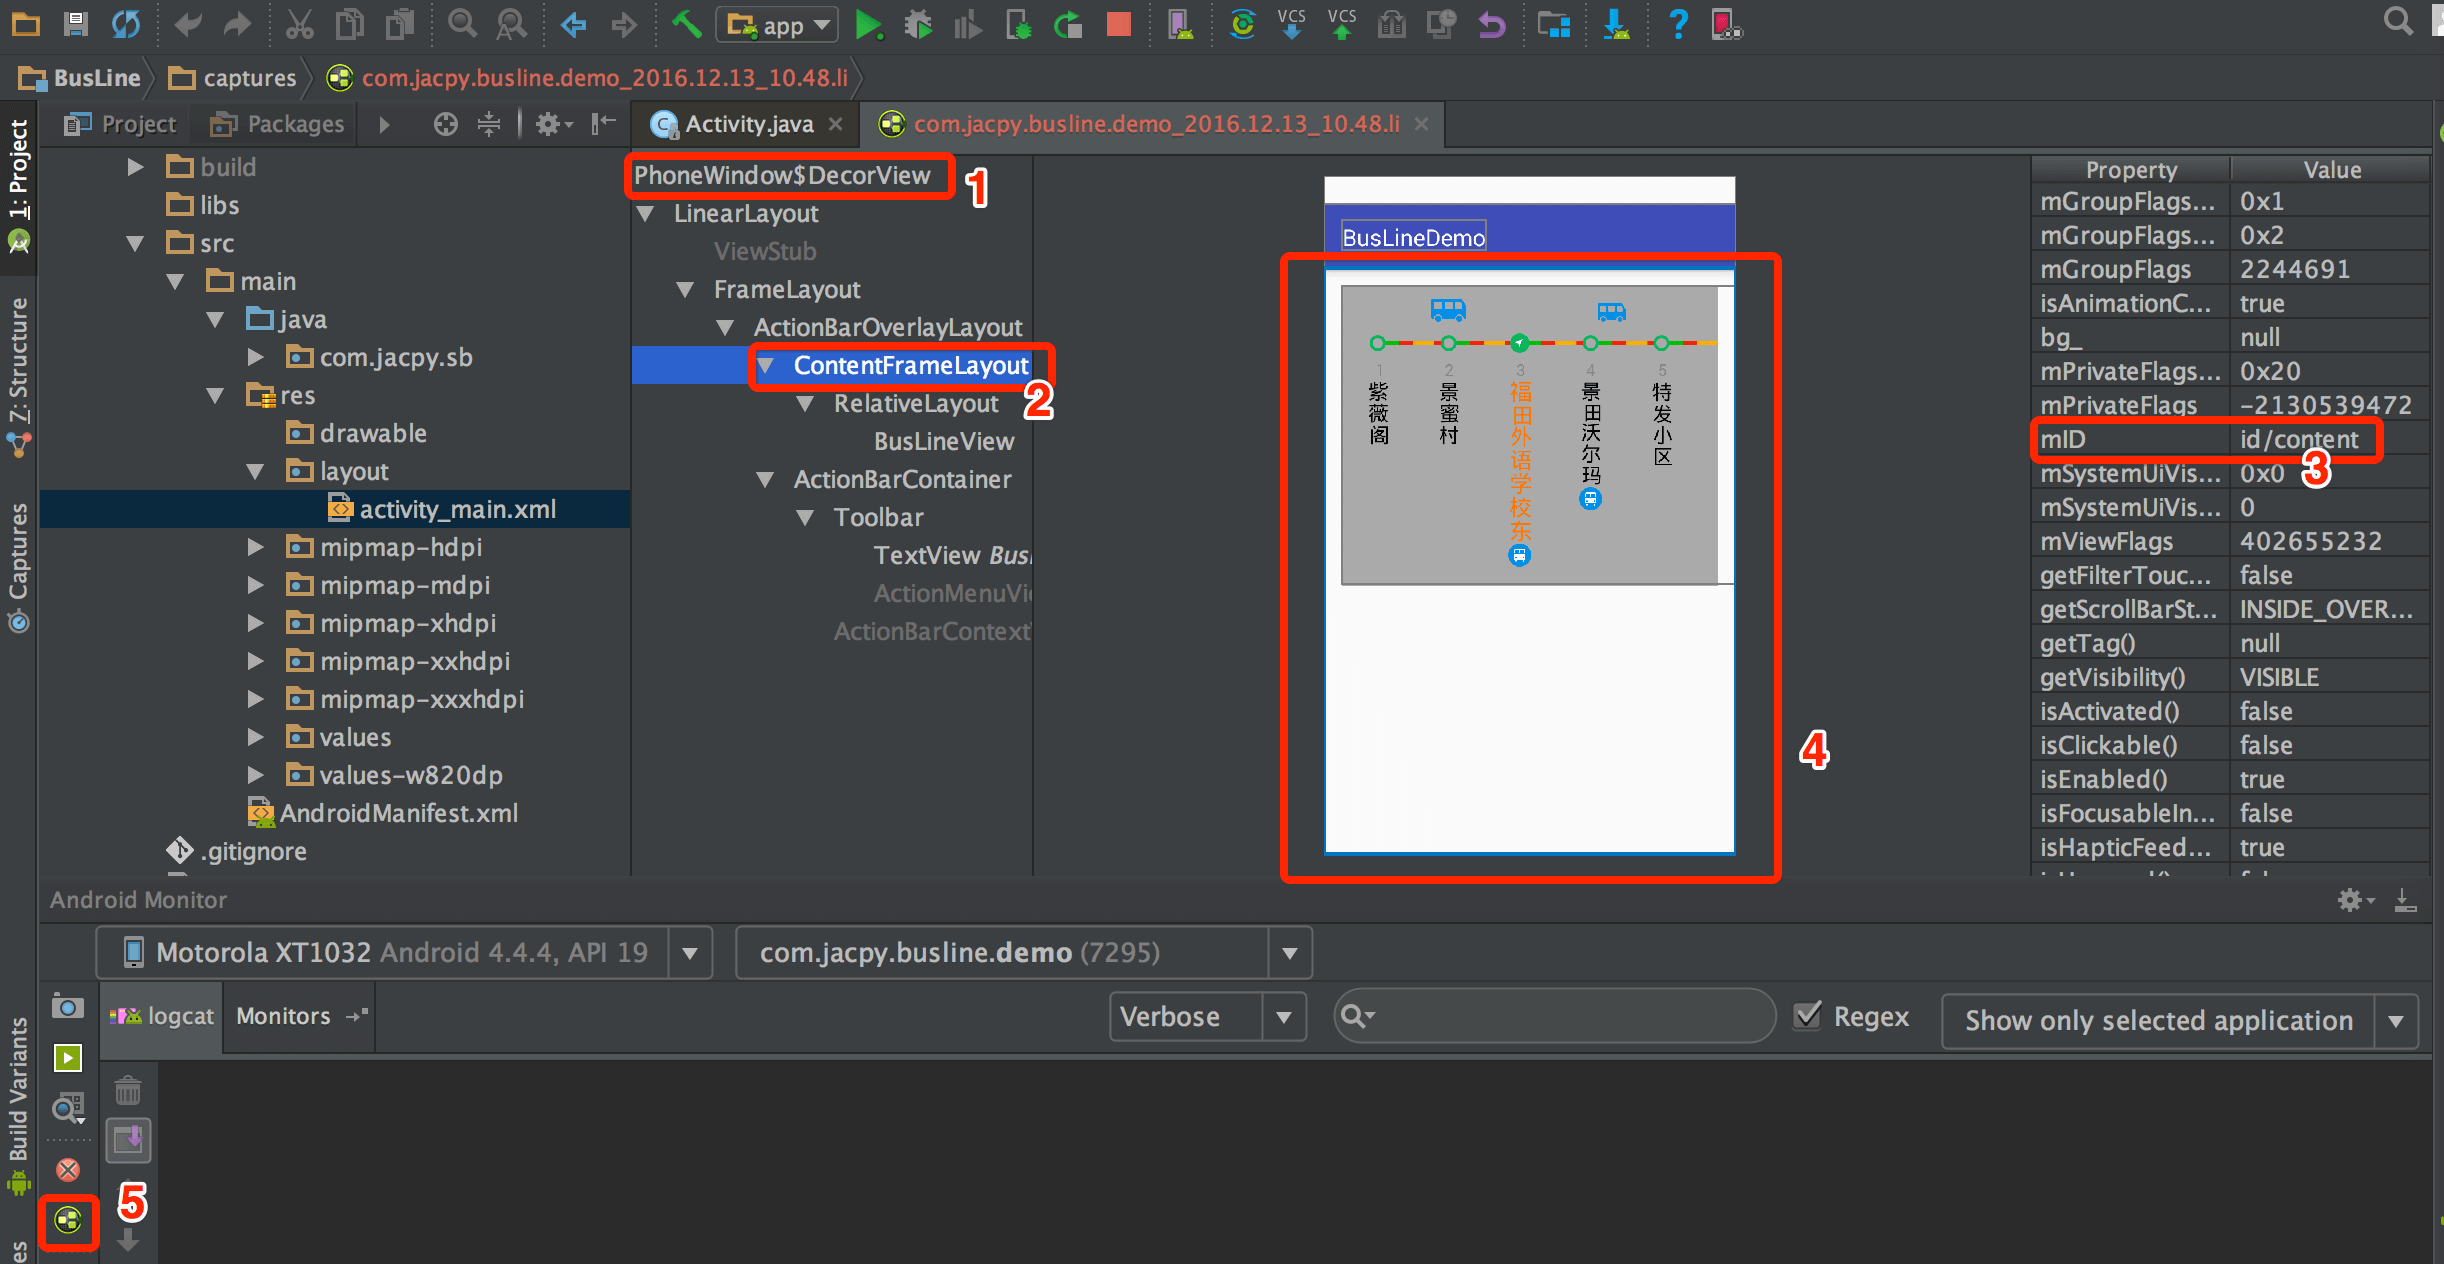 app
VCS
VCS
BusLine
captures
com.jacpy.busline.demo_2016.12.13_10.48.li
1: Project
7: Structure
Captures
Build Variants
es
Project
Packages
Activity.java
com.jacpy.busline.demo_2016.12.13_10.48.li
build
libs
src
main
java
com.jacpy.sb
res
drawable
layout
activity_main.xml
mipmap-hdpi
mipmap-mdpi
mipmap-xhdpi
mipmap-xxhdpi
mipmap-xxxhdpi
values
values-w820dp
AndroidManifest.xml
.gitignore
PhoneWindow$DecorView
1
LinearLayout
ViewStub
FrameLayout
ActionBarOverlayLayout
ContentFrameLayout
2
RelativeLayout
BusLineView
ActionBarContainer
Toolbar
TextView Bus
ActionMenuVi
ActionBarContext
BusLineDemo
1 2 3 4 5
紫薇阁
景蜜村
福田外语学校东
景田沃尔玛
特发小区
4
Property Value
mGroupFlags... 0x1
mGroupFlags... 0x2
mGroupFlags 2244691
isAnimationC... true
bg_ null
mPrivateFlags... 0x20
mPrivateFlags -2130539472
mID id/content
3
mSystemUiVis... 0x0
mSystemUiVis... 0
mViewFlags 402655232
getFilterTouc... false
getScrollBarSt... INSIDE_OVER...
getTag() null
getVisibility() VISIBLE
isActivated() false
isClickable() false
isEnabled() true
isFocusableIn... false
isHapticFeed... true
Android Monitor
Motorola XT1032 Android 4.4.4, API 19
com.jacpy.busline.demo (7295)
logcat
Monitors
Verbose
Regex
Show only selected application
5